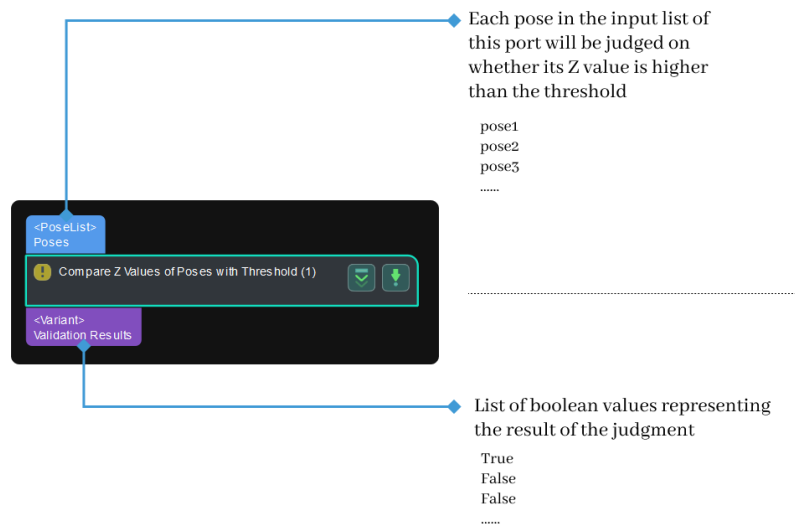 Each pose in the input list of
this port will be judged on
whether its Z value is higher
than the threshold
pose1
pose2
pose3
......
<PoseList>
Poses
Compare Z Values of Poses with Threshold (1)
<Variant>
Validation Results
List of boolean values representing
the result of the judgment
True
False
False
......